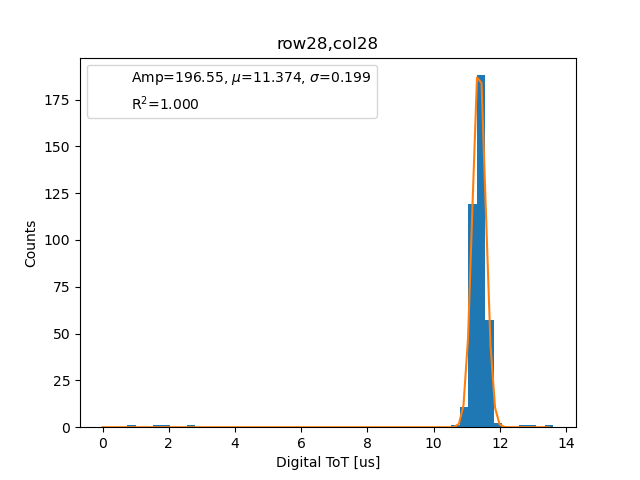 row28,col28
Amp=196.55, μ=11.374, σ=0.199
R²=1.000
Counts
175
150
125
100
75
50
25
0
0 2 4 6 8 10 12 14
Digital ToT [us]